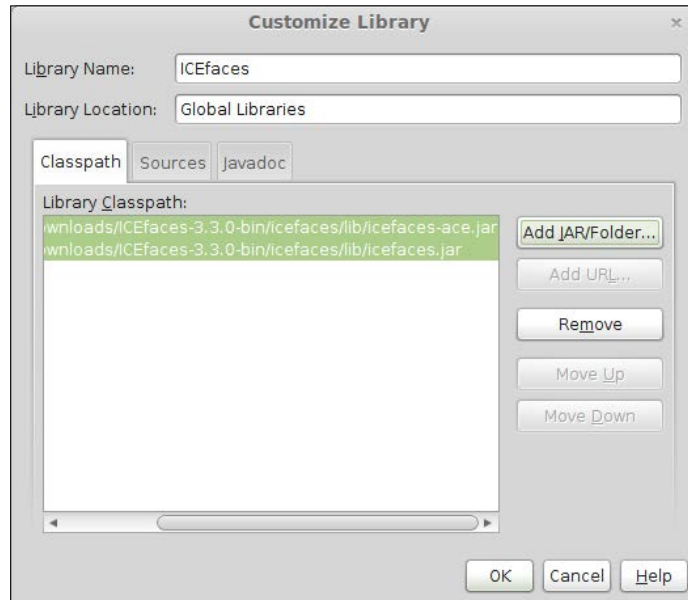 Customize Library
Library Name: ICEfaces
Library Location: Global Libraries
Classpath Sources Javadoc
Library Classpath:
wnloads/ICEfaces-3.3.0-bin/icefaces/lib/icefaces-ace.jar
wnloads/ICEfaces-3.3.0-bin/icefaces/lib/icefaces.jar
Add JAR/Folder...
Add URL...
Remove
Move Up
Move Down
OK Cancel Help